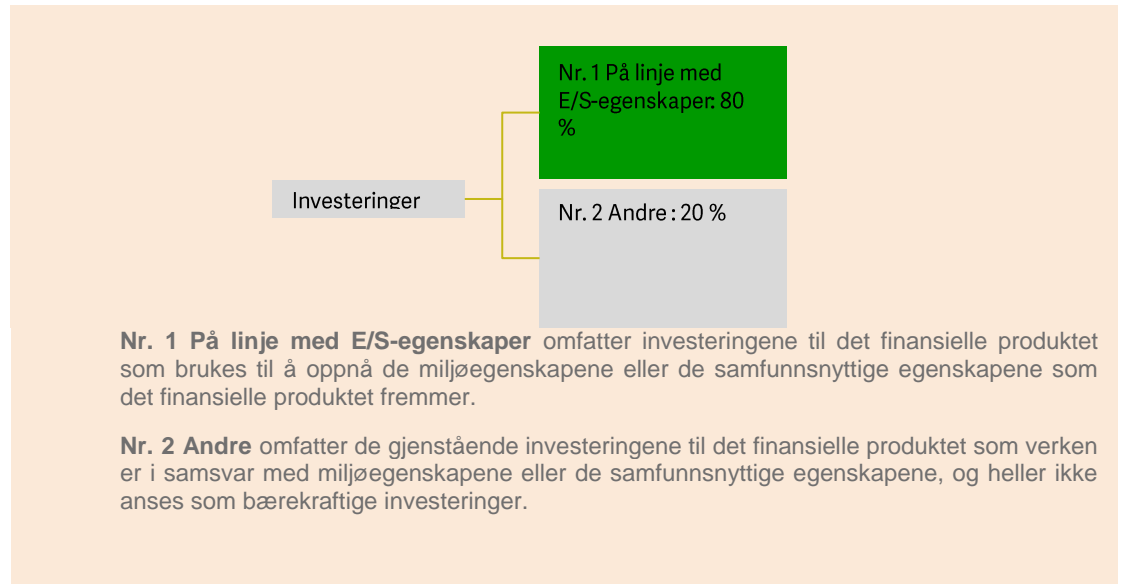 Nr. 1 På linje med
E/S-egenskaper: 80
%
Investeringer
Nr. 2 Andre : 20 %
Nr. 1 På linje med E/S-egenskaper omfatter investeringene til det finansielle produktet
som brukes til å oppnå de miljøegenskapene eller de samfunnsnyttige egenskapene som
det finansielle produktet fremmer.
Nr. 2 Andre omfatter de gjenstående investeringene til det finansielle produktet som verken
er i samsvar med miljøegenskapene eller de samfunnsnyttige egenskapene, og heller ikke
anses som bærekraftige investeringer.